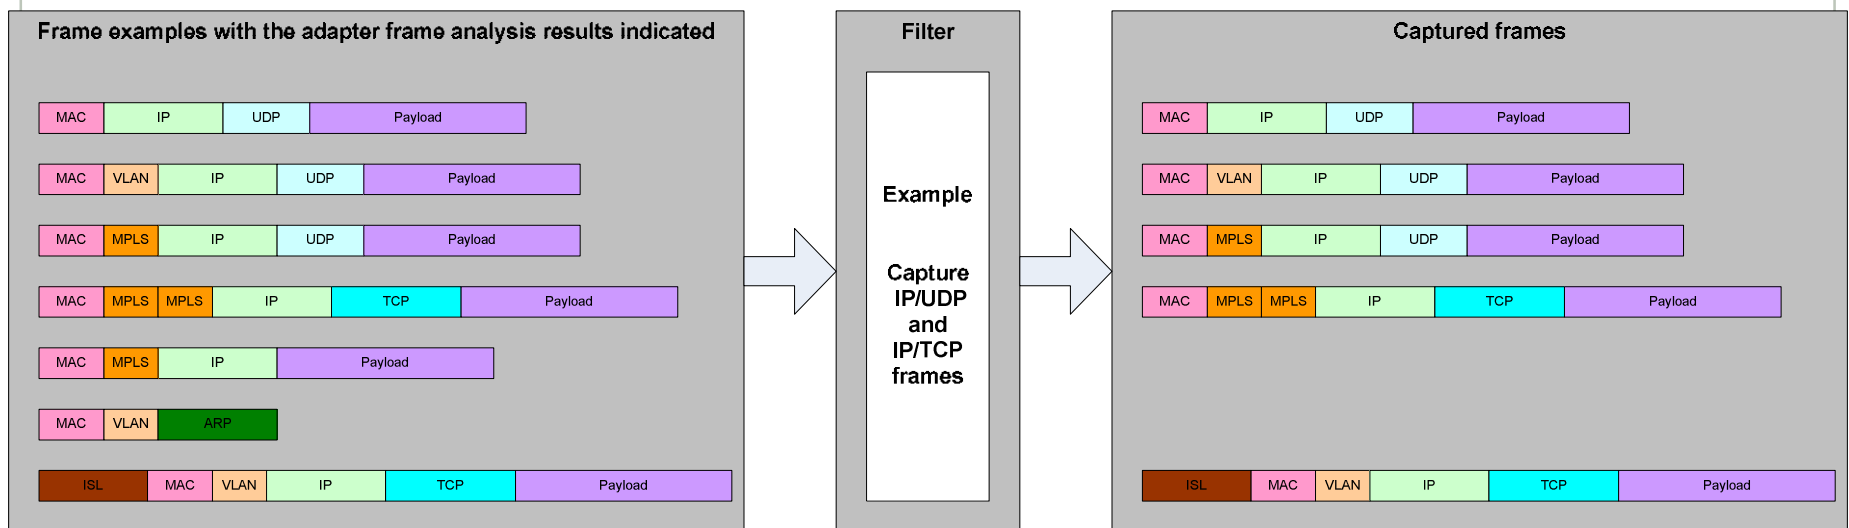 Frame examples with the adapter frame analysis results indicated
MAC IP UDP Payload
MAC VLAN IP UDP Payload
MAC MPLS IP UDP Payload
MAC MPLS MPLS IP TCP Payload
MAC MPLS IP Payload
MAC VLAN ARP
ISL MAC VLAN IP TCP Payload
Filter
Example
Capture
IP/UDP
and
IP/TCP
frames
Captured frames
MAC IP UDP Payload
MAC VLAN IP UDP Payload
MAC MPLS IP UDP Payload
MAC MPLS MPLS IP TCP Payload
ISL MAC VLAN IP TCP Payload